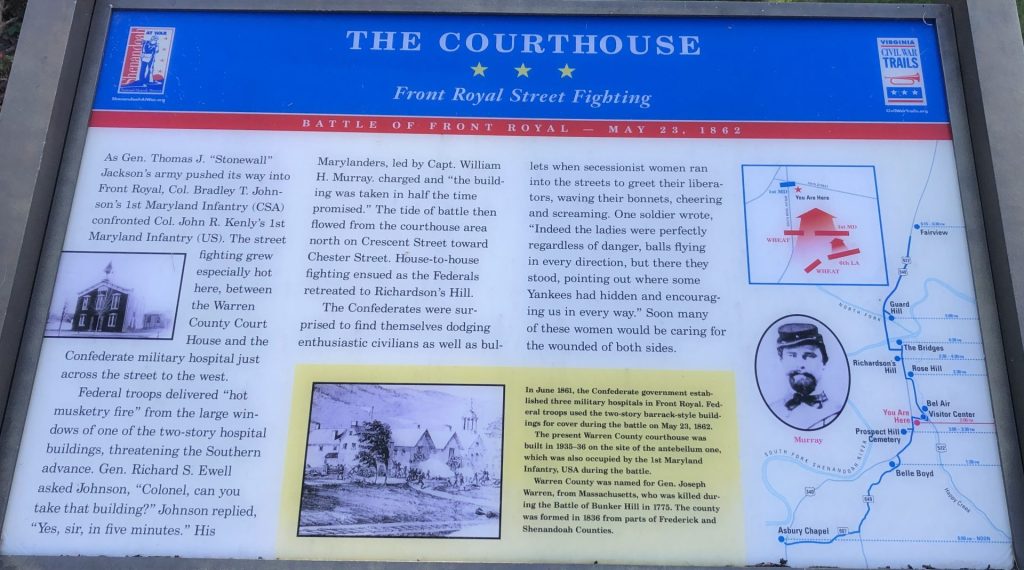 Shenandoah
AT WAR
ShenandoahAtWar.org
THE COURTHOUSE
Front Royal Street Fighting
VIRGINIA
CIVIL WAR
TRAILS
CivilWarTrails.org
BATTLE OF FRONT ROYAL — MAY 23, 1862
As Gen. Thomas J. “Stonewall”
Jackson’s army pushed its way into
Front Royal, Col. Bradley T. John-
son’s 1st Maryland Infantry (CSA)
confronted Col. John R. Kenly’s 1st
Maryland Infantry (US). The street
fighting grew
especially hot
here, between
the Warren
County Court
House and the
Confederate military hospital just
across the street to the west.
Federal troops delivered “hot
musketry fire” from the large win-
dows of one of the two-story hospital
buildings, threatening the Southern
advance. Gen. Richard S. Ewell
asked Johnson, “Colonel, can you
take that building?” Johnson replied,
“Yes, sir, in five minutes.” His
Marylanders, led by Capt. William
H. Murray. charged and “the build-
ing was taken in half the time
promised.” The tide of battle then
flowed from the courthouse area
north on Crescent Street toward
Chester Street. House-to-house
fighting ensued as the Federals
retreated to Richardson’s Hill.
The Confederates were sur-
prised to find themselves dodging
enthusiastic civilians as well as bul-
lets when secessionist women ran
into the streets to greet their libera-
tors, waving their bonnets, cheering
and screaming. One soldier wrote,
“Indeed the ladies were perfectly
regardless of danger, balls flying
in every direction, but there they
stood, pointing out where some
Yankees had hidden and encourag-
ing us in every way.” Soon many
of these women would be caring for
the wounded of both sides.
In June 1861, the Confederate government estab-
lished three military hospitals in Front Royal. Fed-
eral troops used the two-story barrack-style build-
ings for cover during the battle on May 23, 1862.
The present Warren County courthouse was
built in 1935-36 on the site of the antebellum one,
which was also occupied by the 1st Maryland
Infantry, USA during the battle.
Warren County was named for Gen. Joseph
Warren, from Massachusetts, who was killed dur-
ing the Battle of Bunker Hill in 1775. The county
was formed in 1836 from parts of Frederick and
Shenandoah Counties.
1st MD
You Are Here
1st MD
WHEAT
6th LA
WHEAT
Murray
Fairview
522
340
NORTH FORK
Guard
Hill
The Bridges
Richardson’s
Hill
Rose Hill
Bel Air
Visitor Center
You Are
Here
Prospect Hill
Cemetery
SOUTH FORK SHENANDOAH RIVER
522
Belle Boyd
340
Happy Creek
Asbury Chapel
607